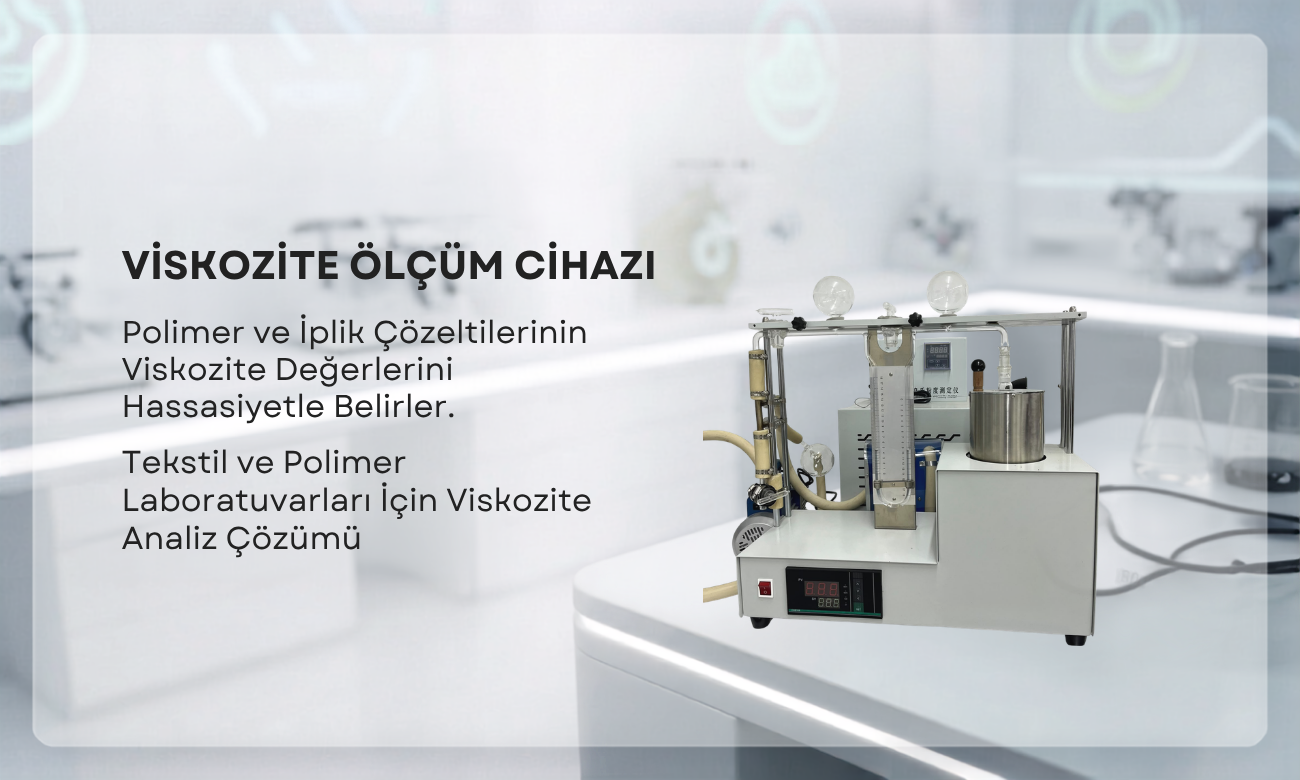 VİSKOZİTE ÖLÇÜM CİHAZI
Polimer ve İplik Çözeltilerinin
Viskozite Değerlerini
Hassasiyetle Belirler.
Tekstil ve Polimer
Laboratuvarları İçin Viskozite
Analiz Çözümü